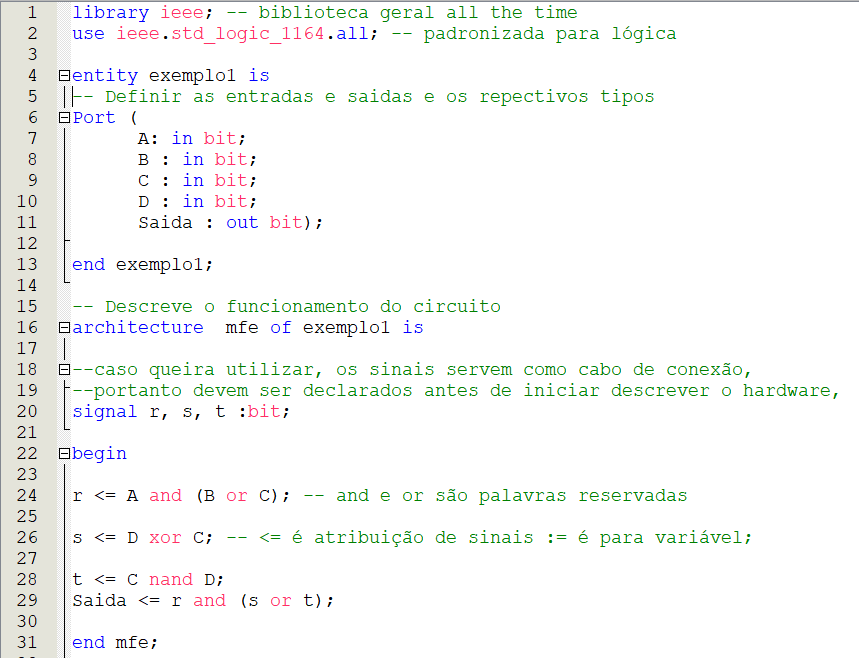 1 library ieee; -- biblioteca geral all the time
2 use ieee.std_logic_1164.all; -- padronizada para lógica
3
4 entity exemplo1 is
5 -- Definir as entradas e saidas e os repectivos tipos
6 Port (
7 A: in bit;
8 B : in bit;
9 C : in bit;
10 D : in bit;
11 Saida : out bit);
12
13 end exemplo1;
14
15 -- Descreve o funcionamento do circuito
16 architecture  mfe of exemplo1 is
17
18 --caso queira utilizar, os sinais servem como cabo de conexão,
19 --portanto devem ser declarados antes de iniciar descrever o hardware,
20 signal r, s, t :bit;
21
22 begin
23
24 r <= A and (B or C); -- and e or são palavras reservadas
25
26 s <= D xor C; -- <= é atribuição de sinais := é para variável;
27
28 t <= C nand D;
29 Saida <= r and (s or t);
30
31 end mfe;